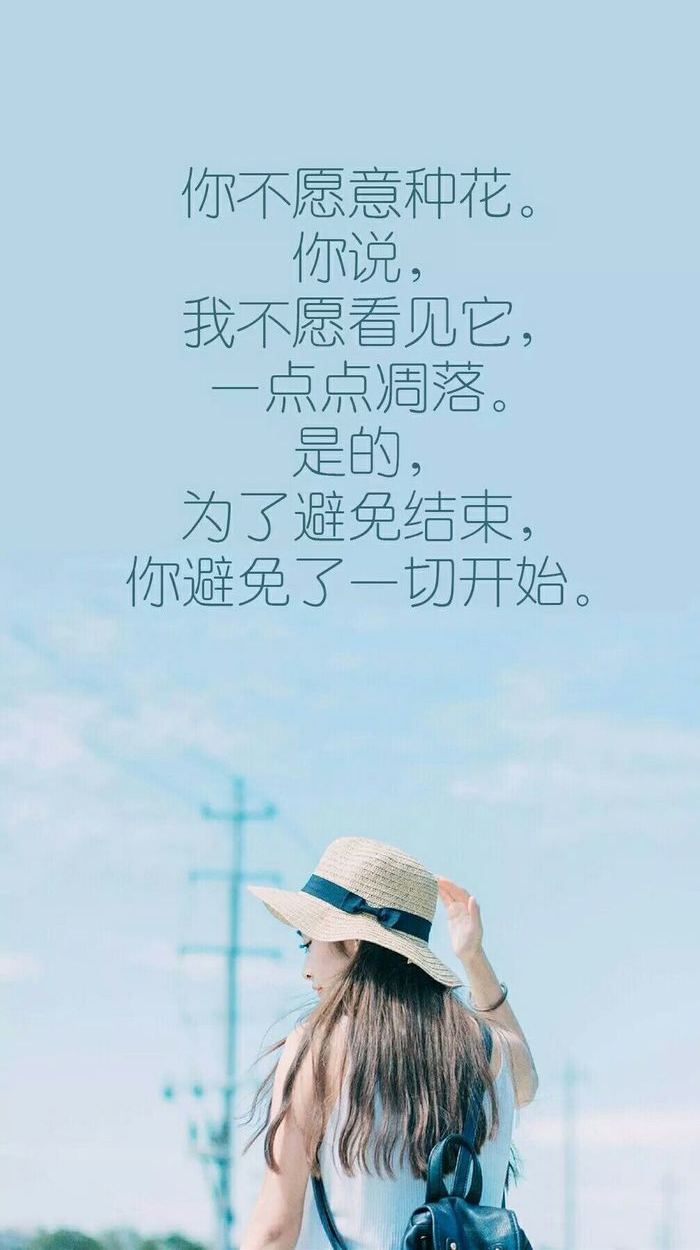 你不愿意种花。
你说，
我不愿看见它，
一点点凋落。
是的，
为了避免结束，
你避免了一切开始。